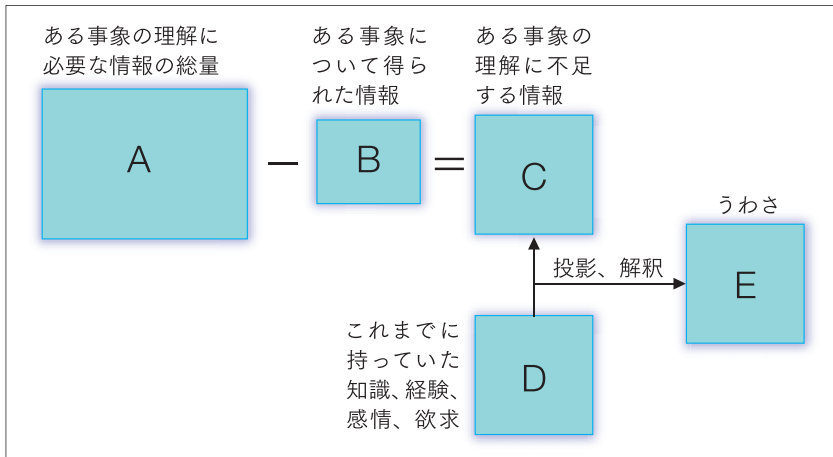 ある事象の理解に
必要な情報の総量
ある事象に
ついて得ら
れた情報
ある事象の
理解に不足
する情報
A
−
B
=
C
うわさ
投影、解釈
E
これまでに
持っていた
知識、経験、
感情、欲求
D